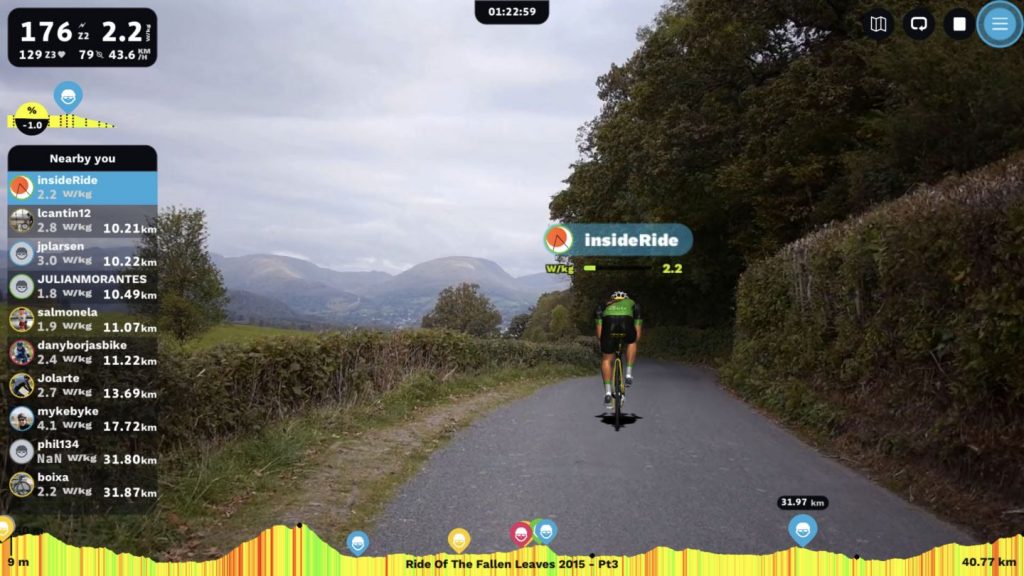 176 Z2 2.2 W/kg
129 Z3 79 43.6 KM/H
01:22:59
%
-1.0
Nearby you
insideRide
2.2 W/kg
lcantin12
2.8 W/kg 10.21km
jplarsen
3.0 W/kg 10.22km
JULIANMORANTES
1.8 W/kg 10.49km
salmonela
1.9 W/kg 11.07km
danyborjasbike
2.4 W/kg 11.22km
Jolarte
2.7 W/kg 13.69km
mykebyke
4.1 W/kg 17.72km
phil134
NaN W/kg 31.80km
boixa
2.2 W/kg 31.87km
insideRide
W/kg 2.2
31.97 km
9 m
Ride Of The Fallen Leaves 2015 - Pt3
40.77 km